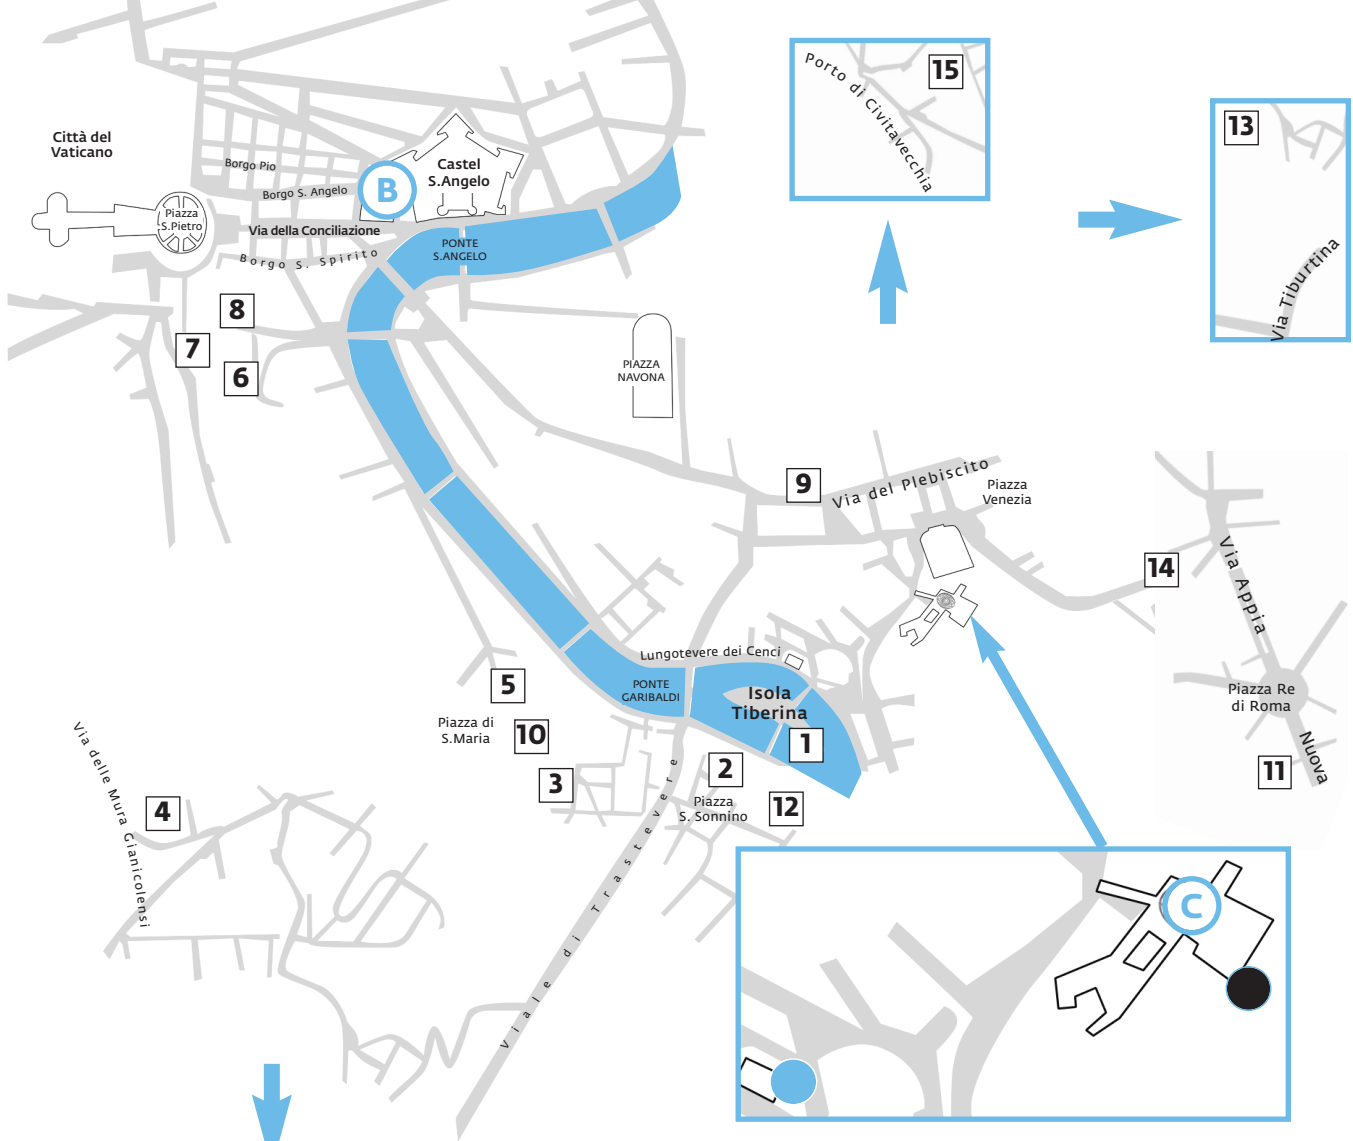 15
Porto di Civitavecchia
13
Via Tiburtina
Città del
Vaticano
Borgo Pio
Castel
S.Angelo
B
Borgo S. Angelo
Piazza
S.Pietro
Via della Conciliazione
Borgo S. Spirito
PONTE
S.ANGELO
8
7
6
PIAZZA
NAVONA
9
Via del Plebiscito
Piazza
Venezia
14
Via Appia
Piazza Re
di Roma
Nuova
11
Lungotevere dei Cenci
5
PONTE
GARIBALDI
Isola
Tiberina
Piazza di
S.Maria
10
1
3
2
Piazza
S. Sonnino
12
Via delle Mura Gianicolensi
4
Viale di Trastevere
C